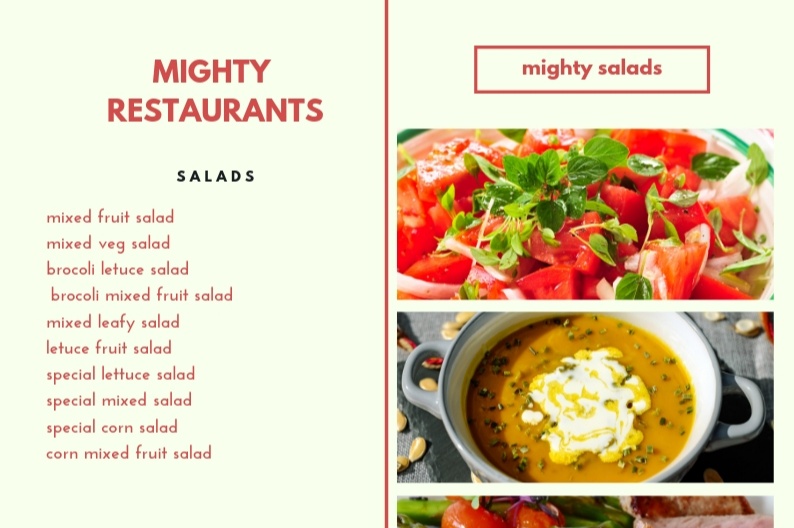 MIGHTY
RESTAURANTS
SALADS
mixed fruit salad
mixed veg salad
brocoli letuce salad
brocoli mixed fruit salad
mixed leafy salad
letuce fruit salad
special lettuce salad
special mixed salad
special corn salad
corn mixed fruit salad
mighty salads